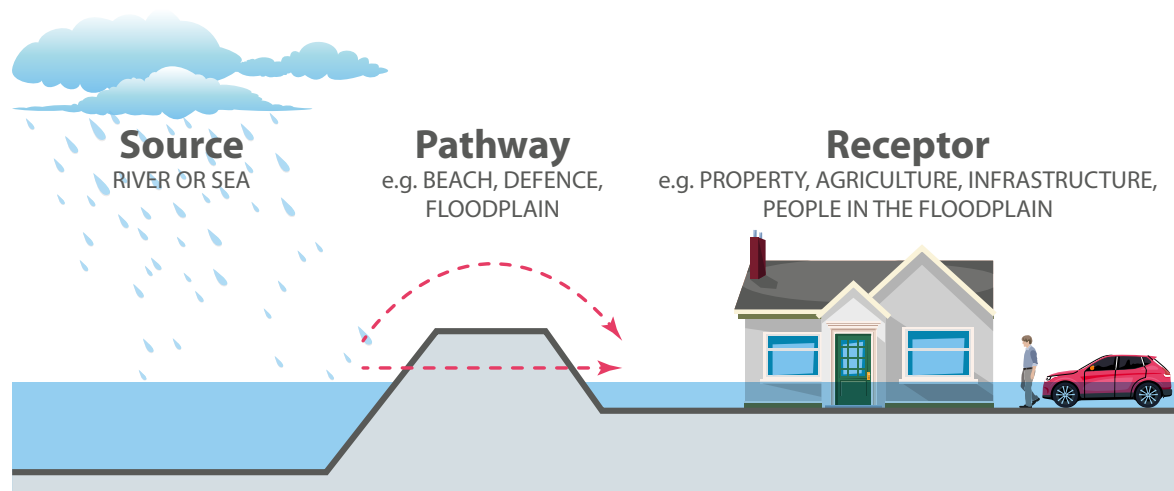 Source
RIVER OR SEA
Pathway
e.g. BEACH, DEFENCE,
FLOODPLAIN
Receptor
e.g. PROPERTY, AGRICULTURE, INFRASTRUCTURE,
PEOPLE IN THE FLOODPLAIN